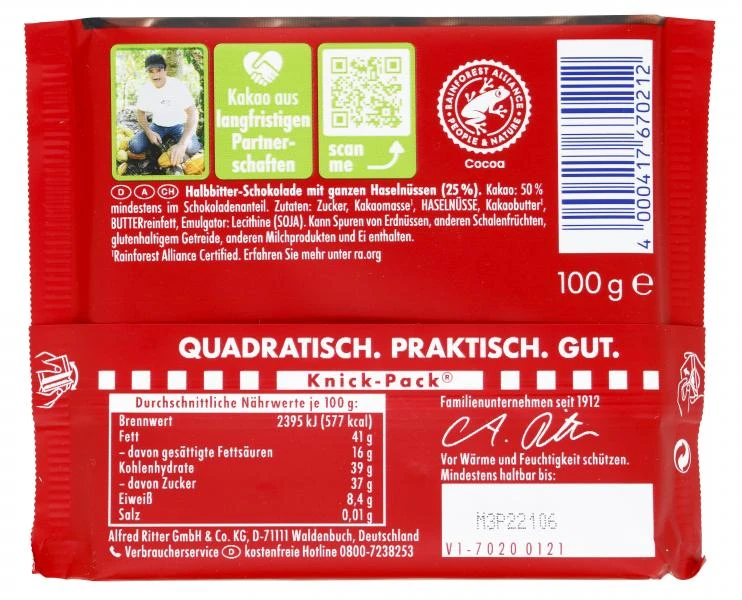 Kakao aus
langfristigen
Partner-
schaften
scan
me
RAINFOREST ALLIANCE
PEOPLE & NATURE
Cocoa
4 000417 670212
D A CH Halbbitter-Schokolade mit ganzen Haselnüssen (25%). Kakao: 50%
mindestens im Schokoladenanteil. Zutaten: Zucker, Kakaomasse¹, HASELNÜSSE, Kakaobutter¹,
BUTTERreinfett, Emulgator: Lecithine (SOJA). Kann Spuren von Erdnüssen, anderen Schalenfrüchten,
glutenhaltigem Getreide, anderen Milchprodukten und Ei enthalten.
¹Rainforest Alliance Certified. Erfahren Sie mehr unter ra.org
100 g e
QUADRATISCH. PRAKTISCH. GUT.
Knick-Pack®
Durchschnittliche Nährwerte je 100 g:
Brennwert 2395 kJ (577 kcal)
Fett 41 g
– davon gesättigte Fettsäuren 16 g
Kohlenhydrate 39 g
– davon Zucker 37 g
Eiweiß 8,4 g
Salz 0,01 g
Alfred Ritter GmbH & Co. KG, D-71111 Waldenbuch, Deutschland
Verbraucherservice D kostenfreie Hotline 0800-7238253
Familienunternehmen seit 1912
A. Ritter
Vor Wärme und Feuchtigkeit schützen.
Mindestens haltbar bis:
M3P22106
V1-7020 0121